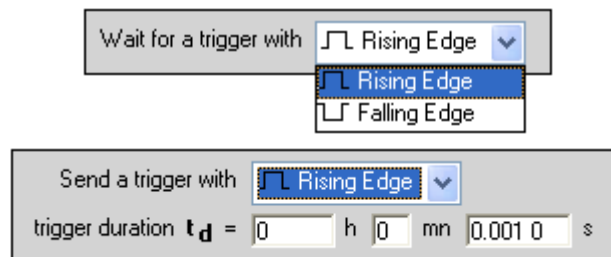 Wait for a trigger with Rising Edge
Rising Edge
Falling Edge
Send a trigger with Rising Edge
trigger duration td = 0 h 0 mn 0.001 0 s